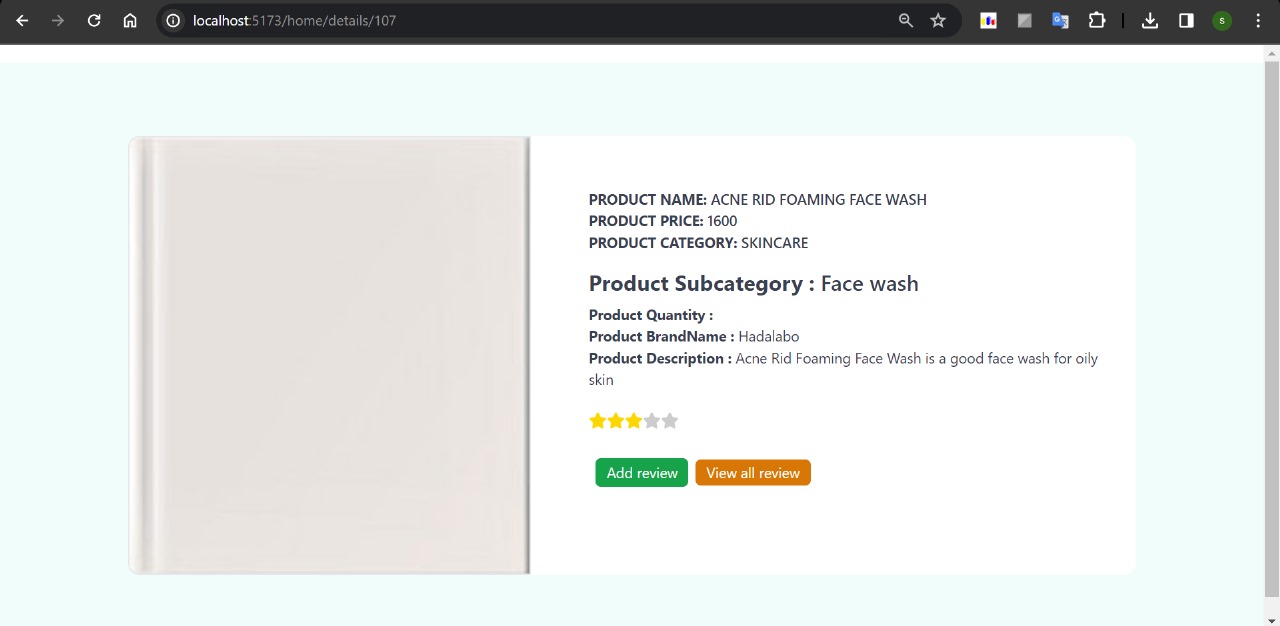 localhost:5173/home/details/107
S
PRODUCT NAME: ACNE RID FOAMING FACE WASH
PRODUCT PRICE: 1600
PRODUCT CATEGORY: SKINCARE
Product Subcategory : Face wash
Product Quantity :
Product BrandName : Hadalabo
Product Description : Acne Rid Foaming Face Wash is a good face wash for oily
skin
Add review View all review